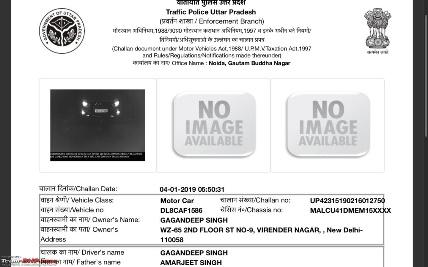 यातायात पुलिस उत्तर प्रदेश
Traffic Police Uttar Pradesh
(प्रवर्तन शाखा / Enforcement Branch)
(Challan document under Motor Vehicles Act,1988/ U.P.M.V.Taxation Act,1997
and Rules/Regulations/Notifications made thereunder)
कार्यालय का नाम/ Office Name : Noida, Gautam Buddha Nagar
NO IMAGE AVAILABLE
NO IMAGE AVAILABLE
चालान दिनांक/Challan Date: 04-01-2019 05:50:31
वाहन श्रेणी/ Vehicle Class: Motor Car चालान संख्या/Challan no: UP42315190216012750
वाहन संख्या/Vehicle no DL8CAF1586 चेसिस नं०/Chassis no: MALCU41DMEM15XXXX
वाहनस्वामी का नाम/ Owner's Name: GAGANDEEP SINGH
वाहनस्वामी का पता/ Owner's Address WZ-65 2ND FLOOR ST NO-9, VIRENDER NAGAR, , New Delhi-110058
चालक का नाम/ Driver's name GAGANDEEP SINGH
का नाम/ Father's name AMARJEET SINGH